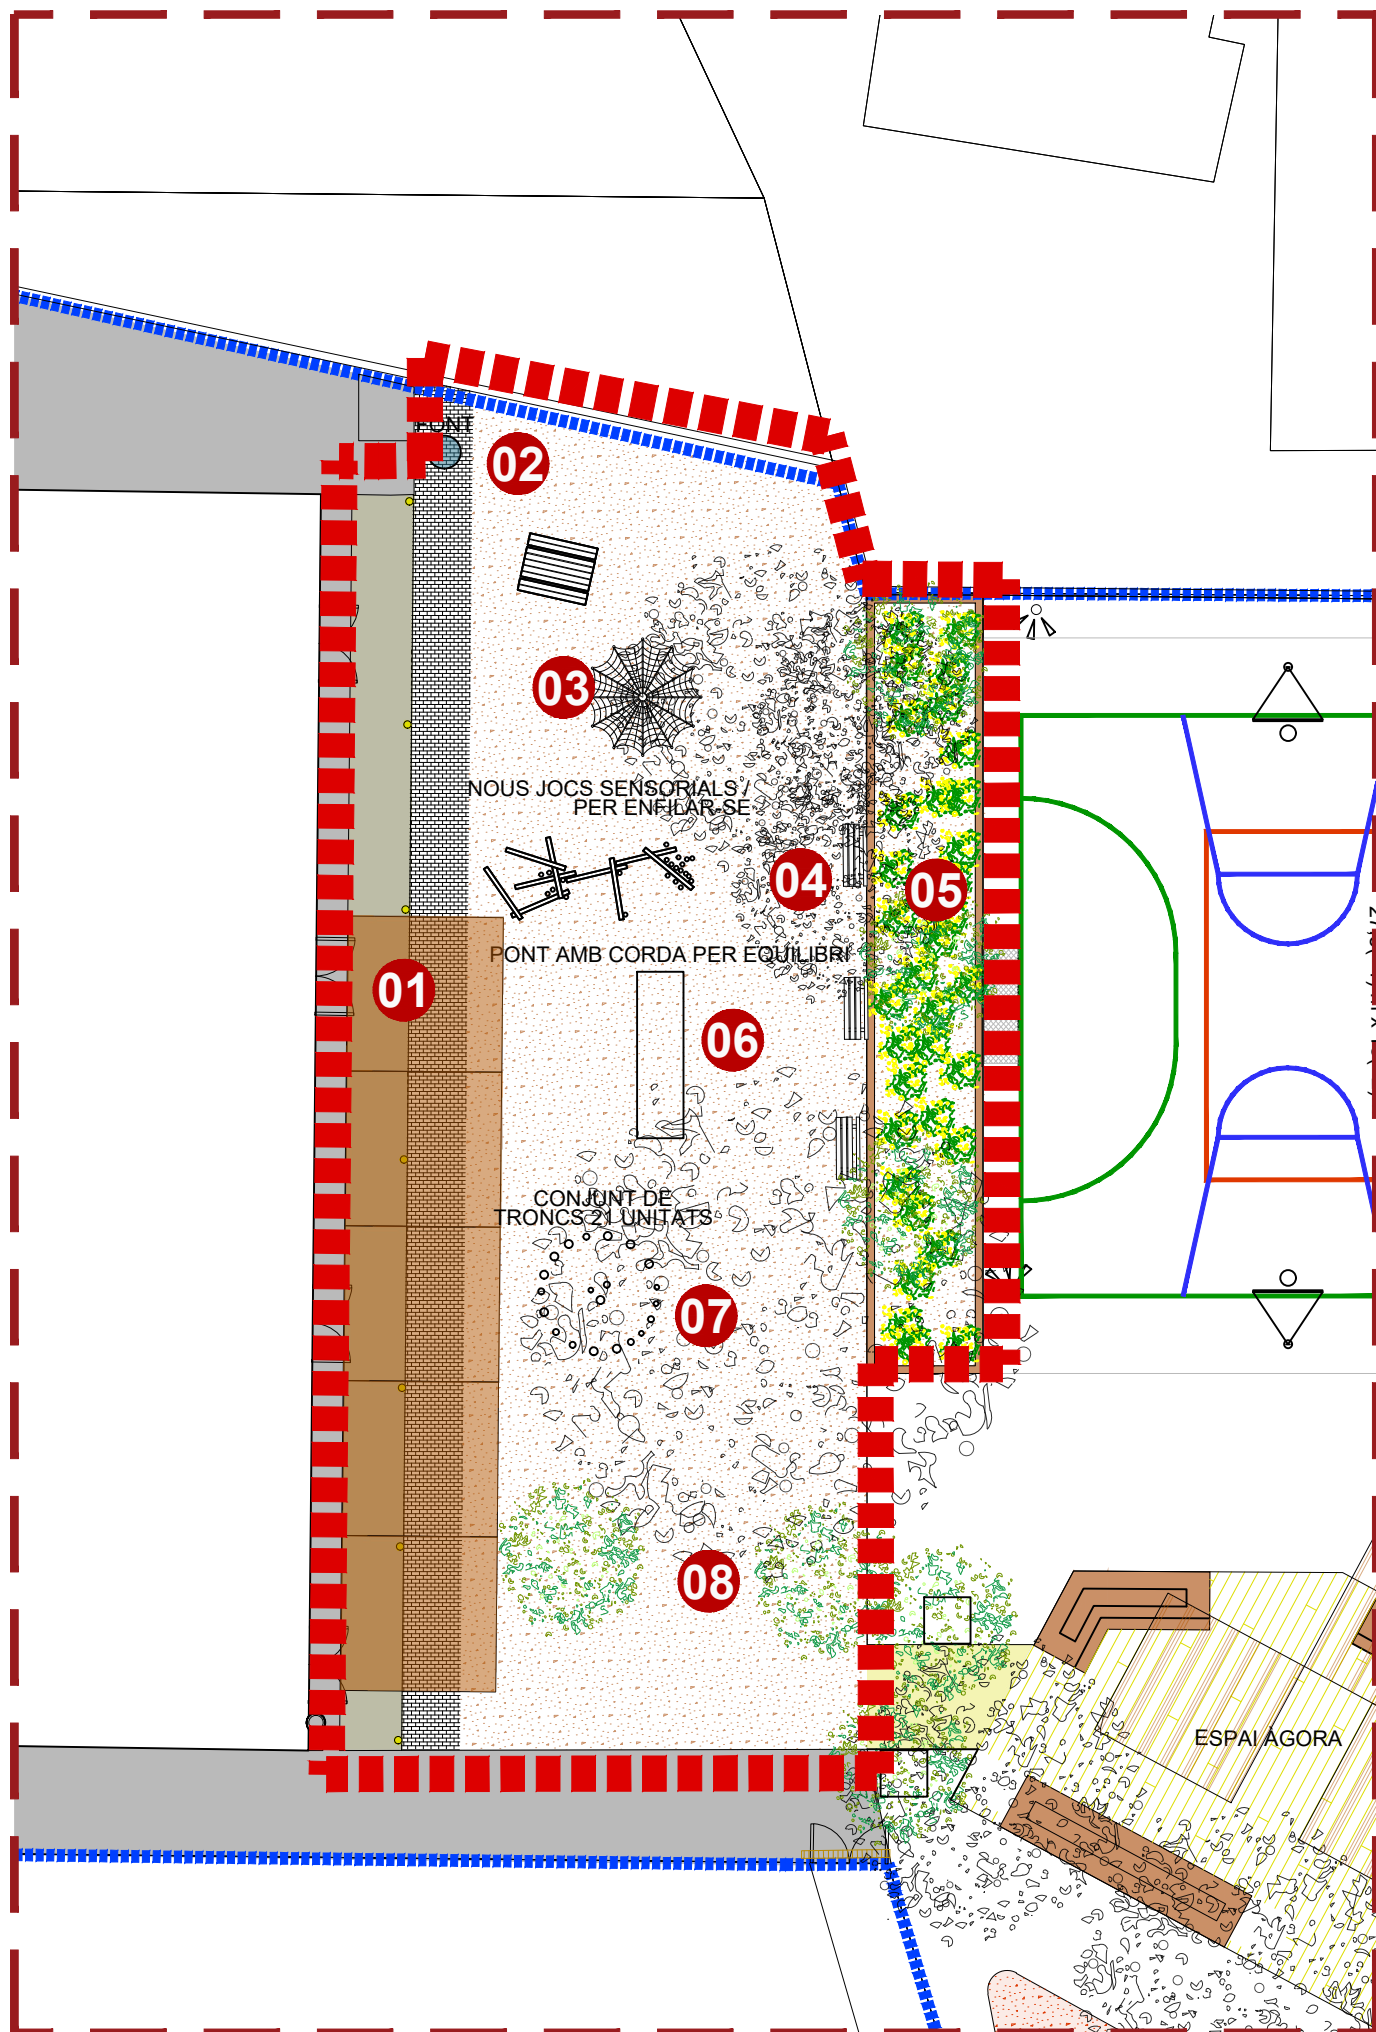 FONT
02
03
NOUS JOCS SENSORIALS /
PER ENFILAR-SE
04
05
PONT AMB CORDA PER EQUILIBRI
01
06
CONJUNT DE
TRONCS 21 UNITATS
07
08
ESPAI ÀGORA